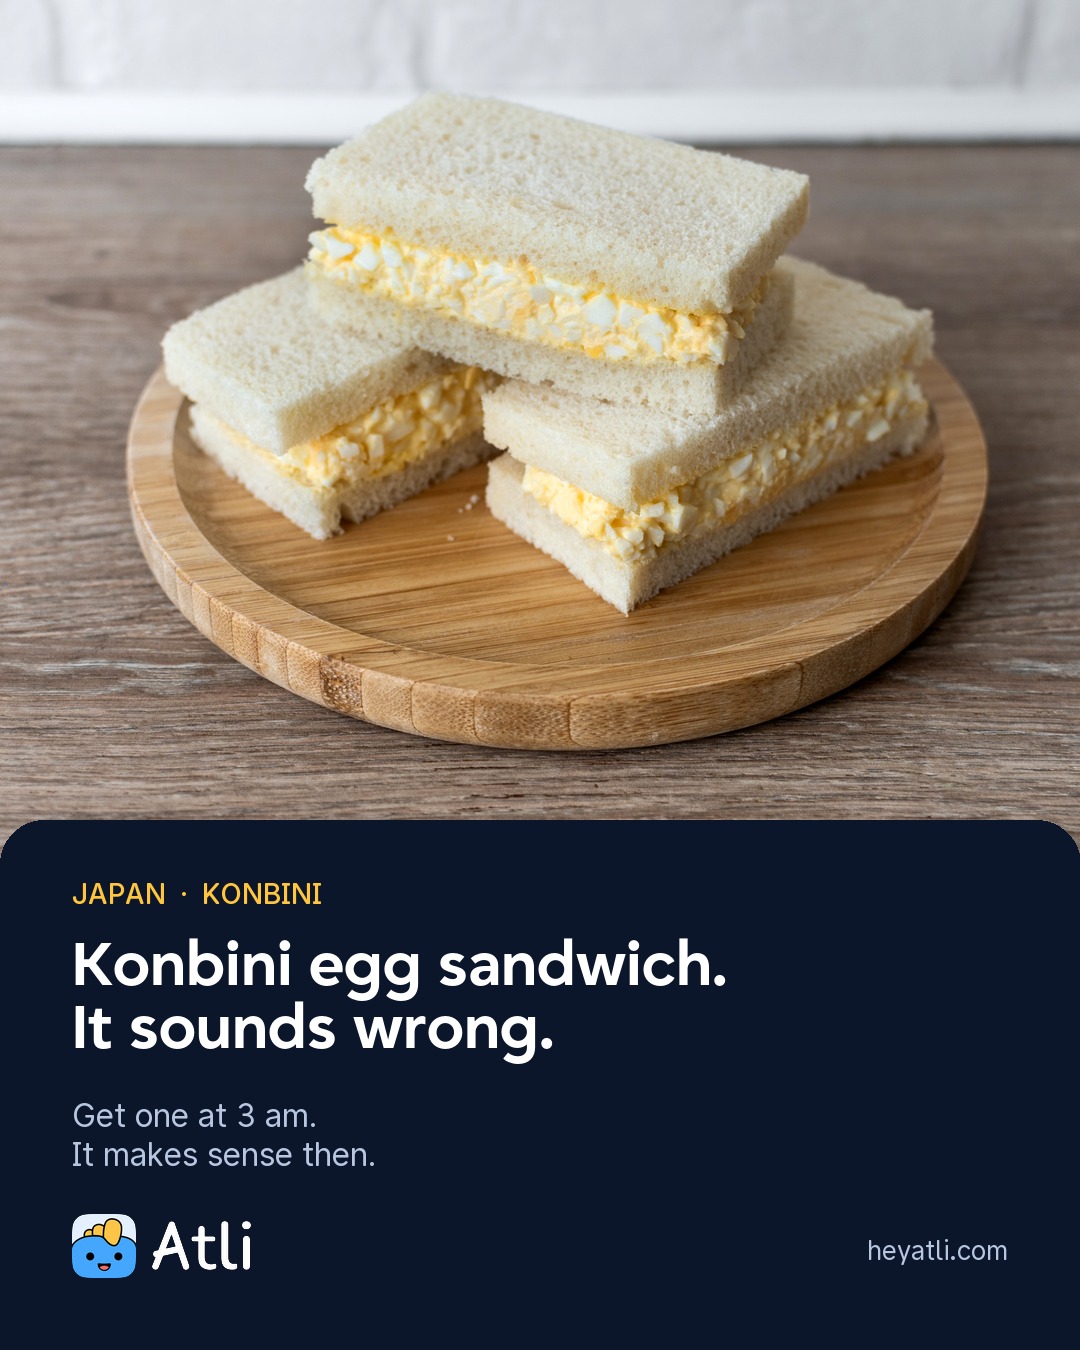 JAPAN · KONBINI
Konbini egg sandwich.
It sounds wrong.
Get one at 3 am.
It makes sense then.
Atli
heyatli.com